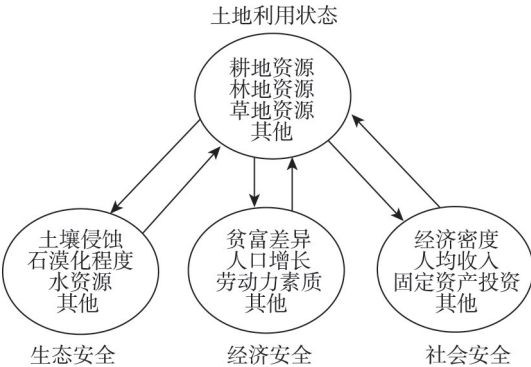 土地利用状态
耕地资源
林地资源
草地资源
其他
土壤侵蚀
石漠化程度
水资源
其他
生态安全
贫富差异
人口增长
劳动力素质
其他
经济安全
经济密度
人均收入
固定资产投资
其他
社会安全